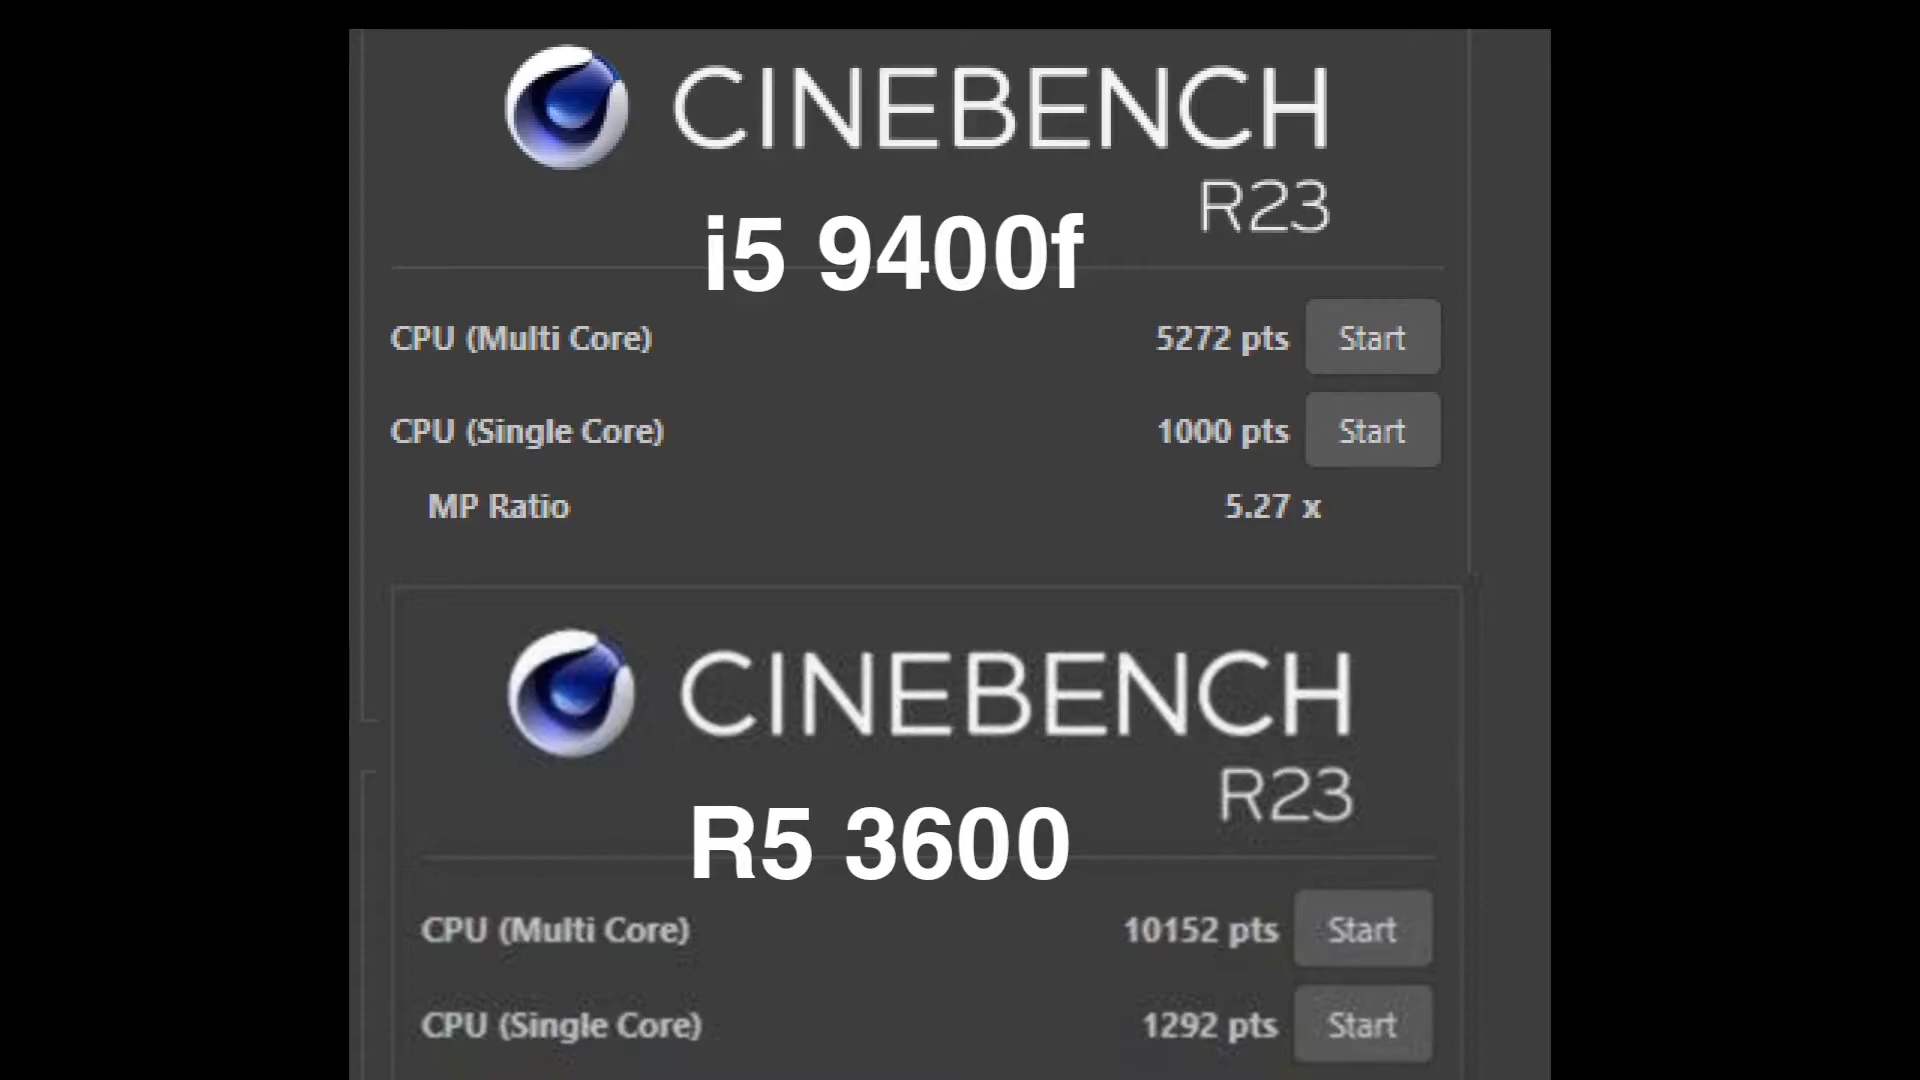 CINEBENCH
R23
i5 9400f
CPU (Multi Core) 5272 pts Start
CPU (Single Core) 1000 pts Start
MP Ratio 5.27 x
CINEBENCH
R23
R5 3600
CPU (Multi Core) 10152 pts Start
CPU (Single Core) 1292 pts Start